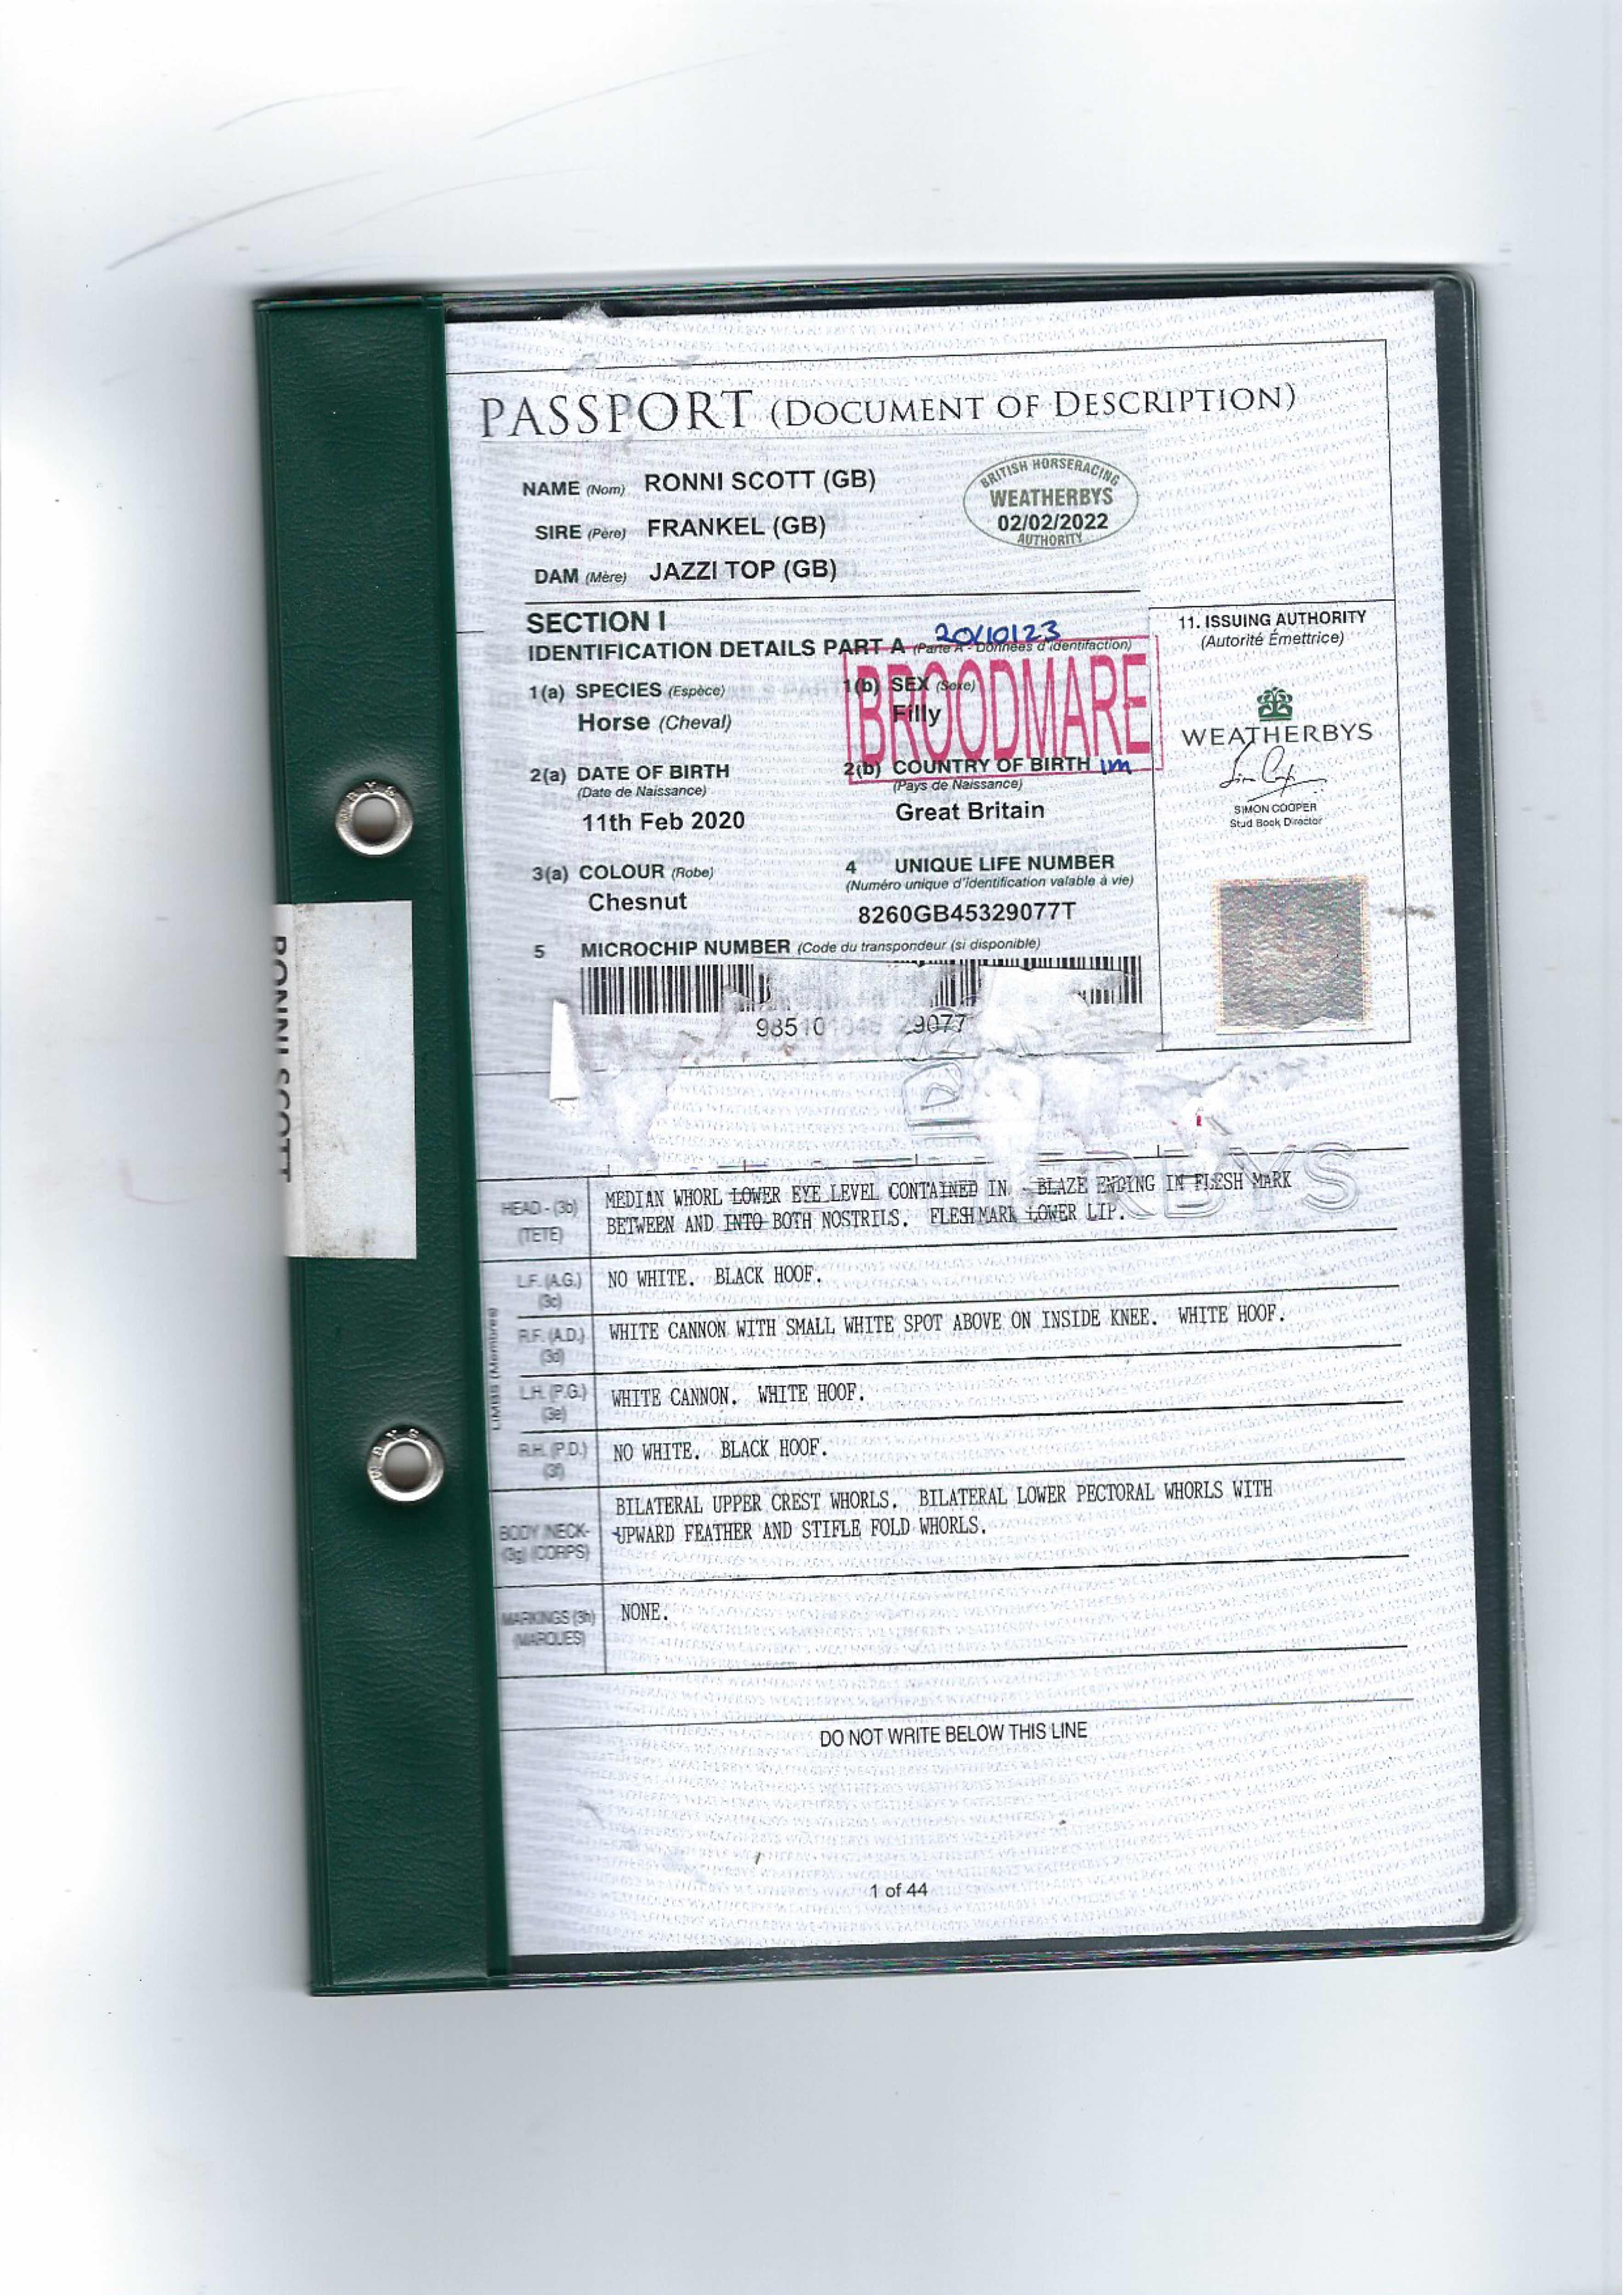 PASSPORT (DOCUMENT OF DESCRIPTION)
NAME (Nom) RONNI SCOTT (GB)
SIRE (Père) FRANKEL (GB)
DAM (Mère) JAZZI TOP (GB)
BRITISH HORSERACING
WEATHERBYS
02/02/2022
AUTHORITY
SECTION I
20/10/23
IDENTIFICATION DETAILS PART A (Partie A - Données d'identifaction)
BROODMARE
1(a) SPECIES (Espèce)
Horse (Cheval)
1(b) SEX (Sexe)
Filly
2(a) DATE OF BIRTH
(Date de Naissance)
11th Feb 2020
2(b) COUNTRY OF BIRTH
(Pays de Naissance)
Great Britain
3(a) COLOUR (Robe)
Chesnut
4 UNIQUE LIFE NUMBER
(Numéro unique d'identification valable à vie)
8260GB45329077T
5 MICROCHIP NUMBER (Code du transpondeur (si disponible)
98510 29077
11. ISSUING AUTHORITY
(Autorité Émettrice)
WEATHERBYS
SIMON COOPER
Stud Book Director
RONNI SCOTT
HEAD - (3b)
(TETE)
MEDIAN WHORL LOWER EYE LEVEL CONTAINED IN BLAZE ENDING IN FLESH MARK
BETWEEN AND INTO BOTH NOSTRILS. FLESH MARK LOWER LIP.
LIMBS (Membres)
L.F. (A.G.)
(3c)
NO WHITE. BLACK HOOF.
R.F. (A.D.)
(3d)
WHITE CANNON WITH SMALL WHITE SPOT ABOVE ON INSIDE KNEE. WHITE HOOF.
L.H. (P.G.)
(3e)
WHITE CANNON. WHITE HOOF.
R.H. (P.D.)
(3f)
NO WHITE. BLACK HOOF.
BODY /NECK-
(3g) (CORPS)
BILATERAL UPPER CREST WHORLS. BILATERAL LOWER PECTORAL WHORLS WITH
UPWARD FEATHER AND STIFLE FOLD WHORLS.
MARKINGS (3h)
(MARQUES)
NONE.
DO NOT WRITE BELOW THIS LINE
1 of 44